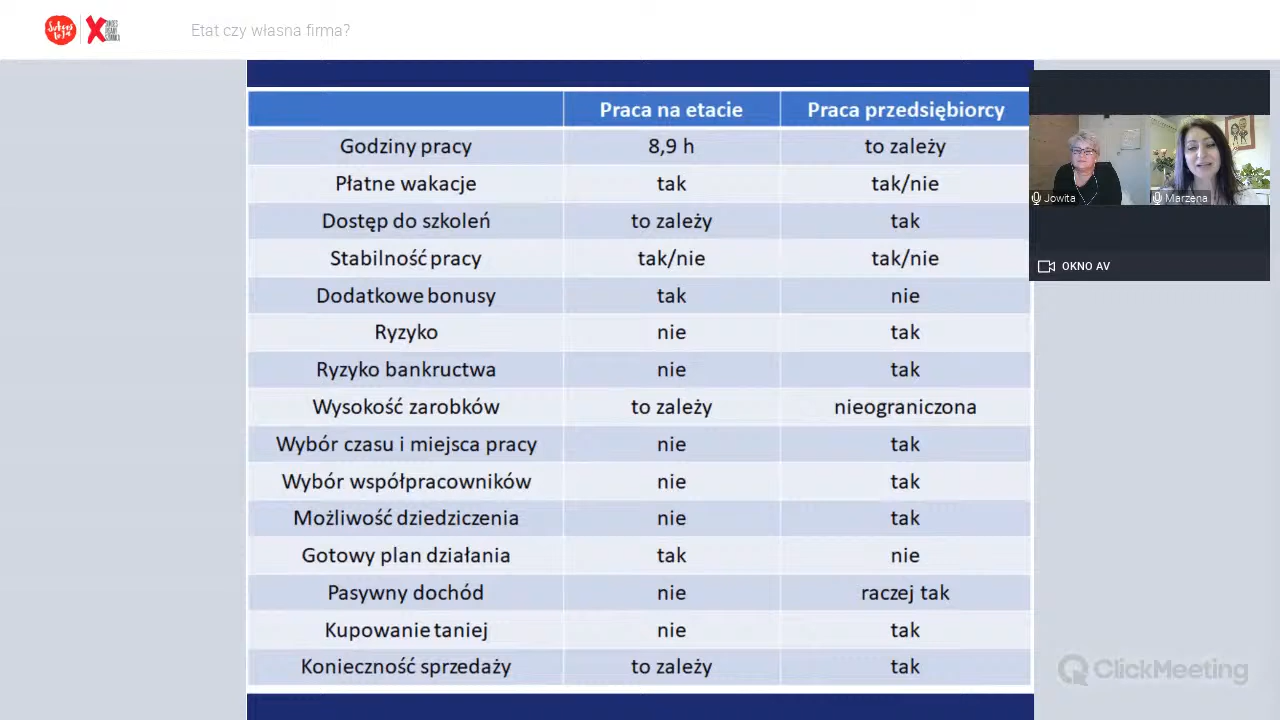 Sukces to Ja
Etat czy własna firma?
Praca na etacie Praca przedsiębiorcy
Godziny pracy 8,9 h to zależy
Płatne wakacje tak tak/nie
Dostęp do szkoleń to zależy tak
Stabilność pracy tak/nie tak/nie
Dodatkowe bonusy tak nie
Ryzyko nie tak
Ryzyko bankructwa nie tak
Wysokość zarobków to zależy nieograniczona
Wybór czasu i miejsca pracy nie tak
Wybór współpracowników nie tak
Możliwość dziedziczenia nie tak
Gotowy plan działania tak nie
Pasywny dochód nie raczej tak
Kupowanie taniej nie tak
Konieczność sprzedaży to zależy tak
Jowita
Marzena
OKNO AV
ClickMeeting